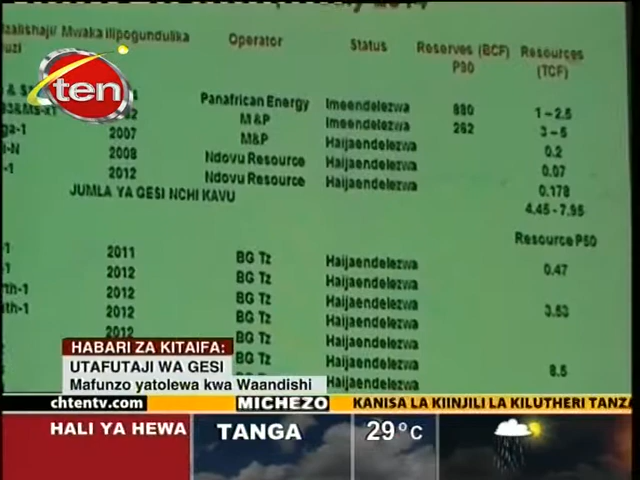 ten
Mwaka ilipogundulika Operator Status Reserves (BCF) Resources
P90 (TCF)
Panafrican Energy Imeendelezwa 880 1 - 2.5
M&P Imeendelezwa 262 3 - 5
2007 M&P Haijaendelezwa 0.2
2008 Ndovu Resource Haijaendelezwa 0.07
2012 Ndovu Resource Haijaendelezwa 0.178
JUMLA YA GESI NCHI KAVU 4.45 - 7.95
Resource P50
2011 BG Tz Haijaendelezwa 0.47
2012 BG Tz Haijaendelezwa
2012 BG Tz Haijaendelezwa 3.53
2012 BG Tz Haijaendelezwa
2012 BG Tz Haijaendelezwa
BG Tz Haijaendelezwa 8.5
Haijaendelezwa
HABARI ZA KITAIFA:
UTAFUTAJI WA GESI
Mafunzo yatolewa kwa Waandishi
chtentv.com MICHEZO KANISA LA KIINJILI LA KILUTHERI TANZA
HALI YA HEWA TANGA 29°C